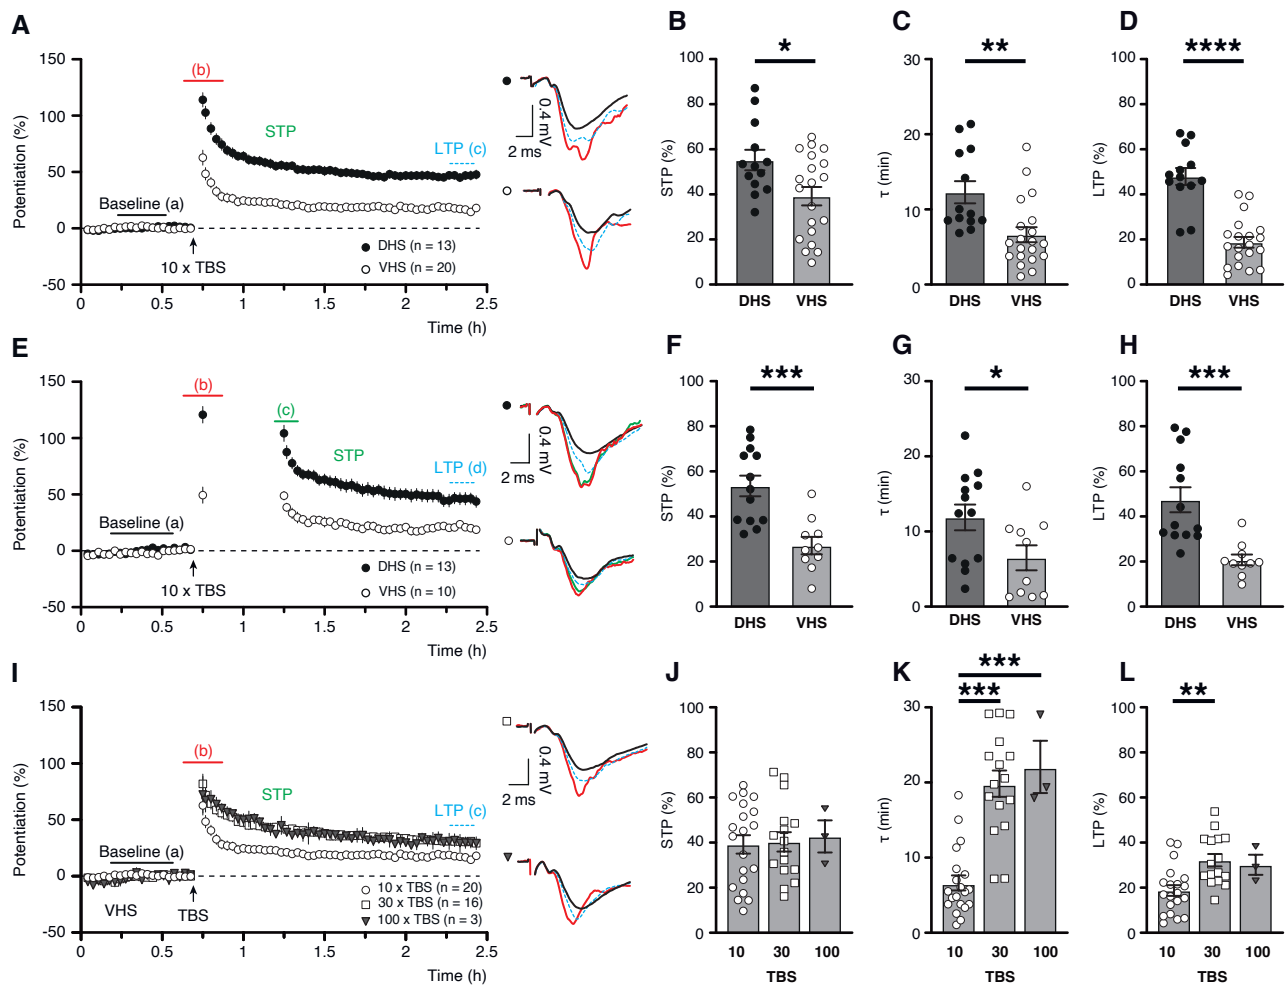 A
Potentiation (%)
150
100
50
0
-50
(b)
STP
LTP (c)
Baseline (a)
10 x TBS
DHS (n = 13)
VHS (n = 20)
0 0.5 1 1.5 2 2.5
Time (h)
0.4 mV
2 ms
B
STP (%)
100
80
60
40
20
0
*
DHS VHS
C
τ (min)
30
20
10
0
**
DHS VHS
D
LTP (%)
100
80
60
40
20
0
****
DHS VHS
E
Potentiation (%)
150
100
50
0
-50
(b)
(c)
STP
LTP (d)
Baseline (a)
10 x TBS
DHS (n = 13)
VHS (n = 10)
0 0.5 1 1.5 2 2.5
Time (h)
0.4 mV
2 ms
F
STP (%)
100
80
60
40
20
0
***
DHS VHS
G
τ (min)
30
20
10
0
*
DHS VHS
H
LTP (%)
100
80
60
40
20
0
***
DHS VHS
I
Potentiation (%)
150
100
50
0
-50
(b)
STP
LTP (c)
Baseline (a)
VHS
TBS
10 x TBS (n = 20)
30 x TBS (n = 16)
100 x TBS (n = 3)
0 0.5 1 1.5 2 2.5
Time (h)
0.4 mV
2 ms
J
STP (%)
100
80
60
40
20
0
10 30 100
TBS
K
τ (min)
30
20
10
0
***
***
10 30 100
TBS
L
LTP (%)
100
80
60
40
20
0
**
10 30 100
TBS